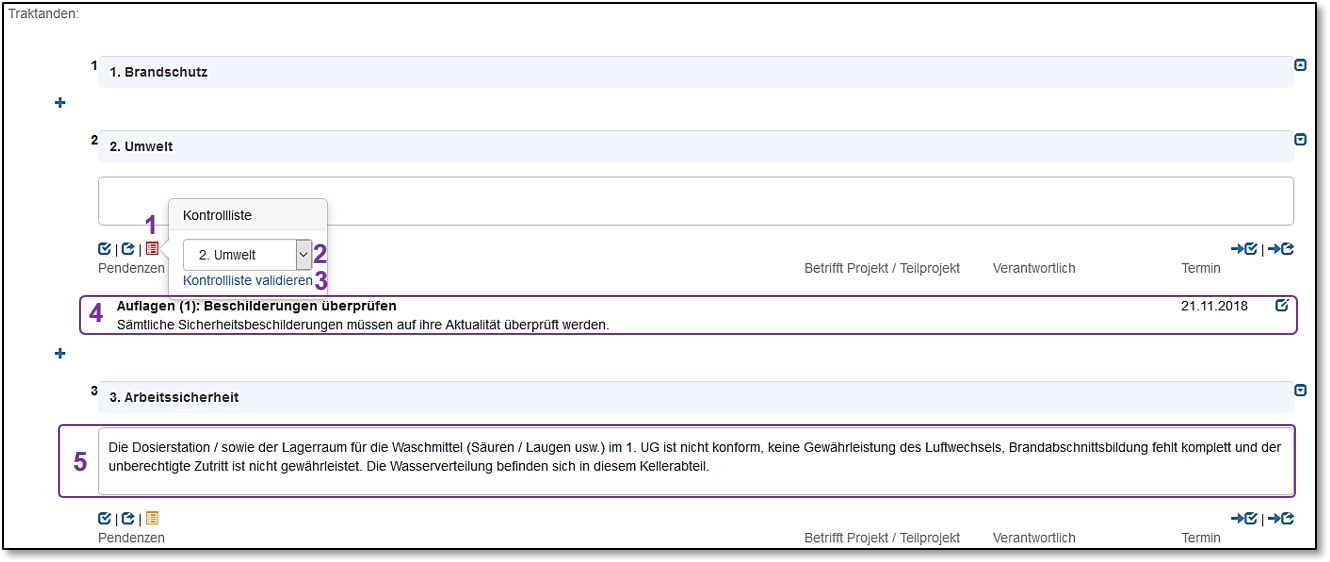 Traktanden:
1
1. Brandschutz
2
2. Umwelt
1
Kontrollliste
2. Umwelt
2
Kontrollliste validieren
3
| |
|
Pendenzen
Betrifft Projekt / Teilprojekt
Verantwortlich
Termin
4
Auflagen (1): Beschilderungen überprüfen
21.11.2018
Sämtliche Sicherheitsbeschilderungen müssen auf ihre Aktualität überprüft werden.
3
3. Arbeitssicherheit
5
Die Dosierstation / sowie der Lagerraum für die Waschmittel (Säuren / Laugen usw.) im 1. UG ist nicht konform, keine Gewährleistung des Luftwechsels, Brandabschnittsbildung fehlt komplett und der
unberechtigte Zutritt ist nicht gewährleistet. Die Wasserverteilung befinden sich in diesem Kellerabteil.
| |
|
Pendenzen
Betrifft Projekt / Teilprojekt
Verantwortlich
Termin